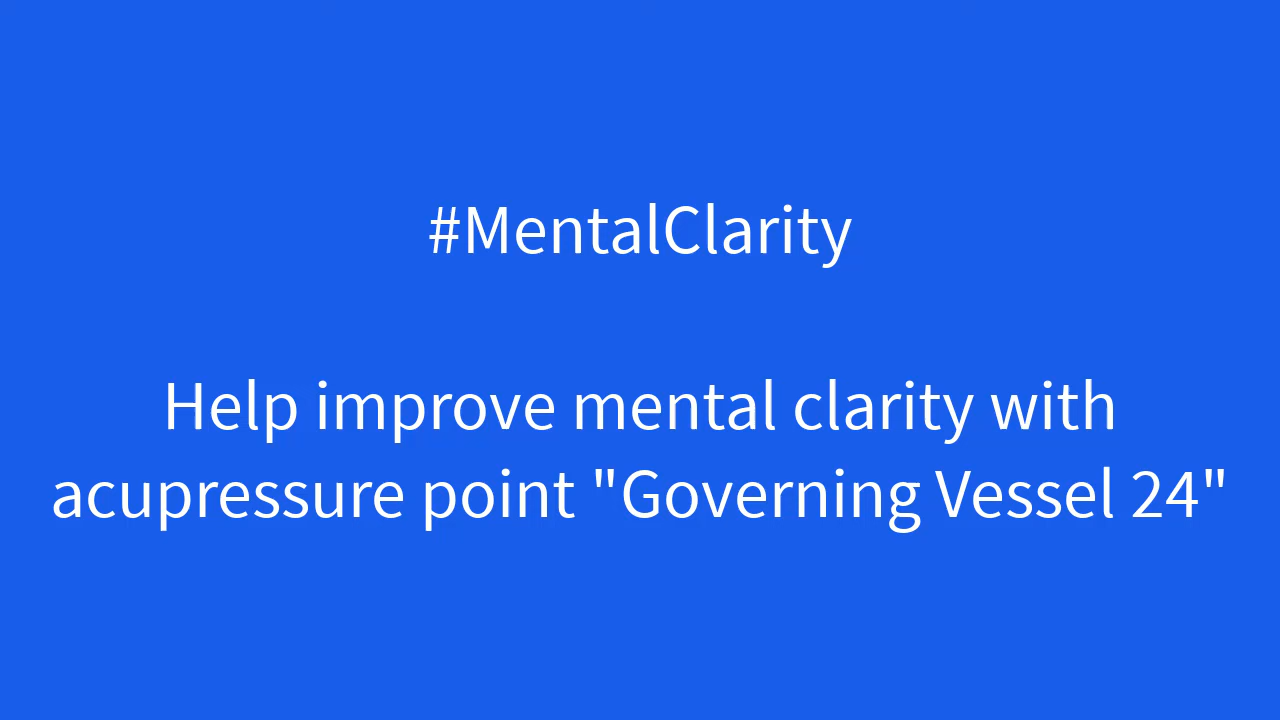 #MentalClarity
Help improve mental clarity with
acupressure point "Governing Vessel 24"